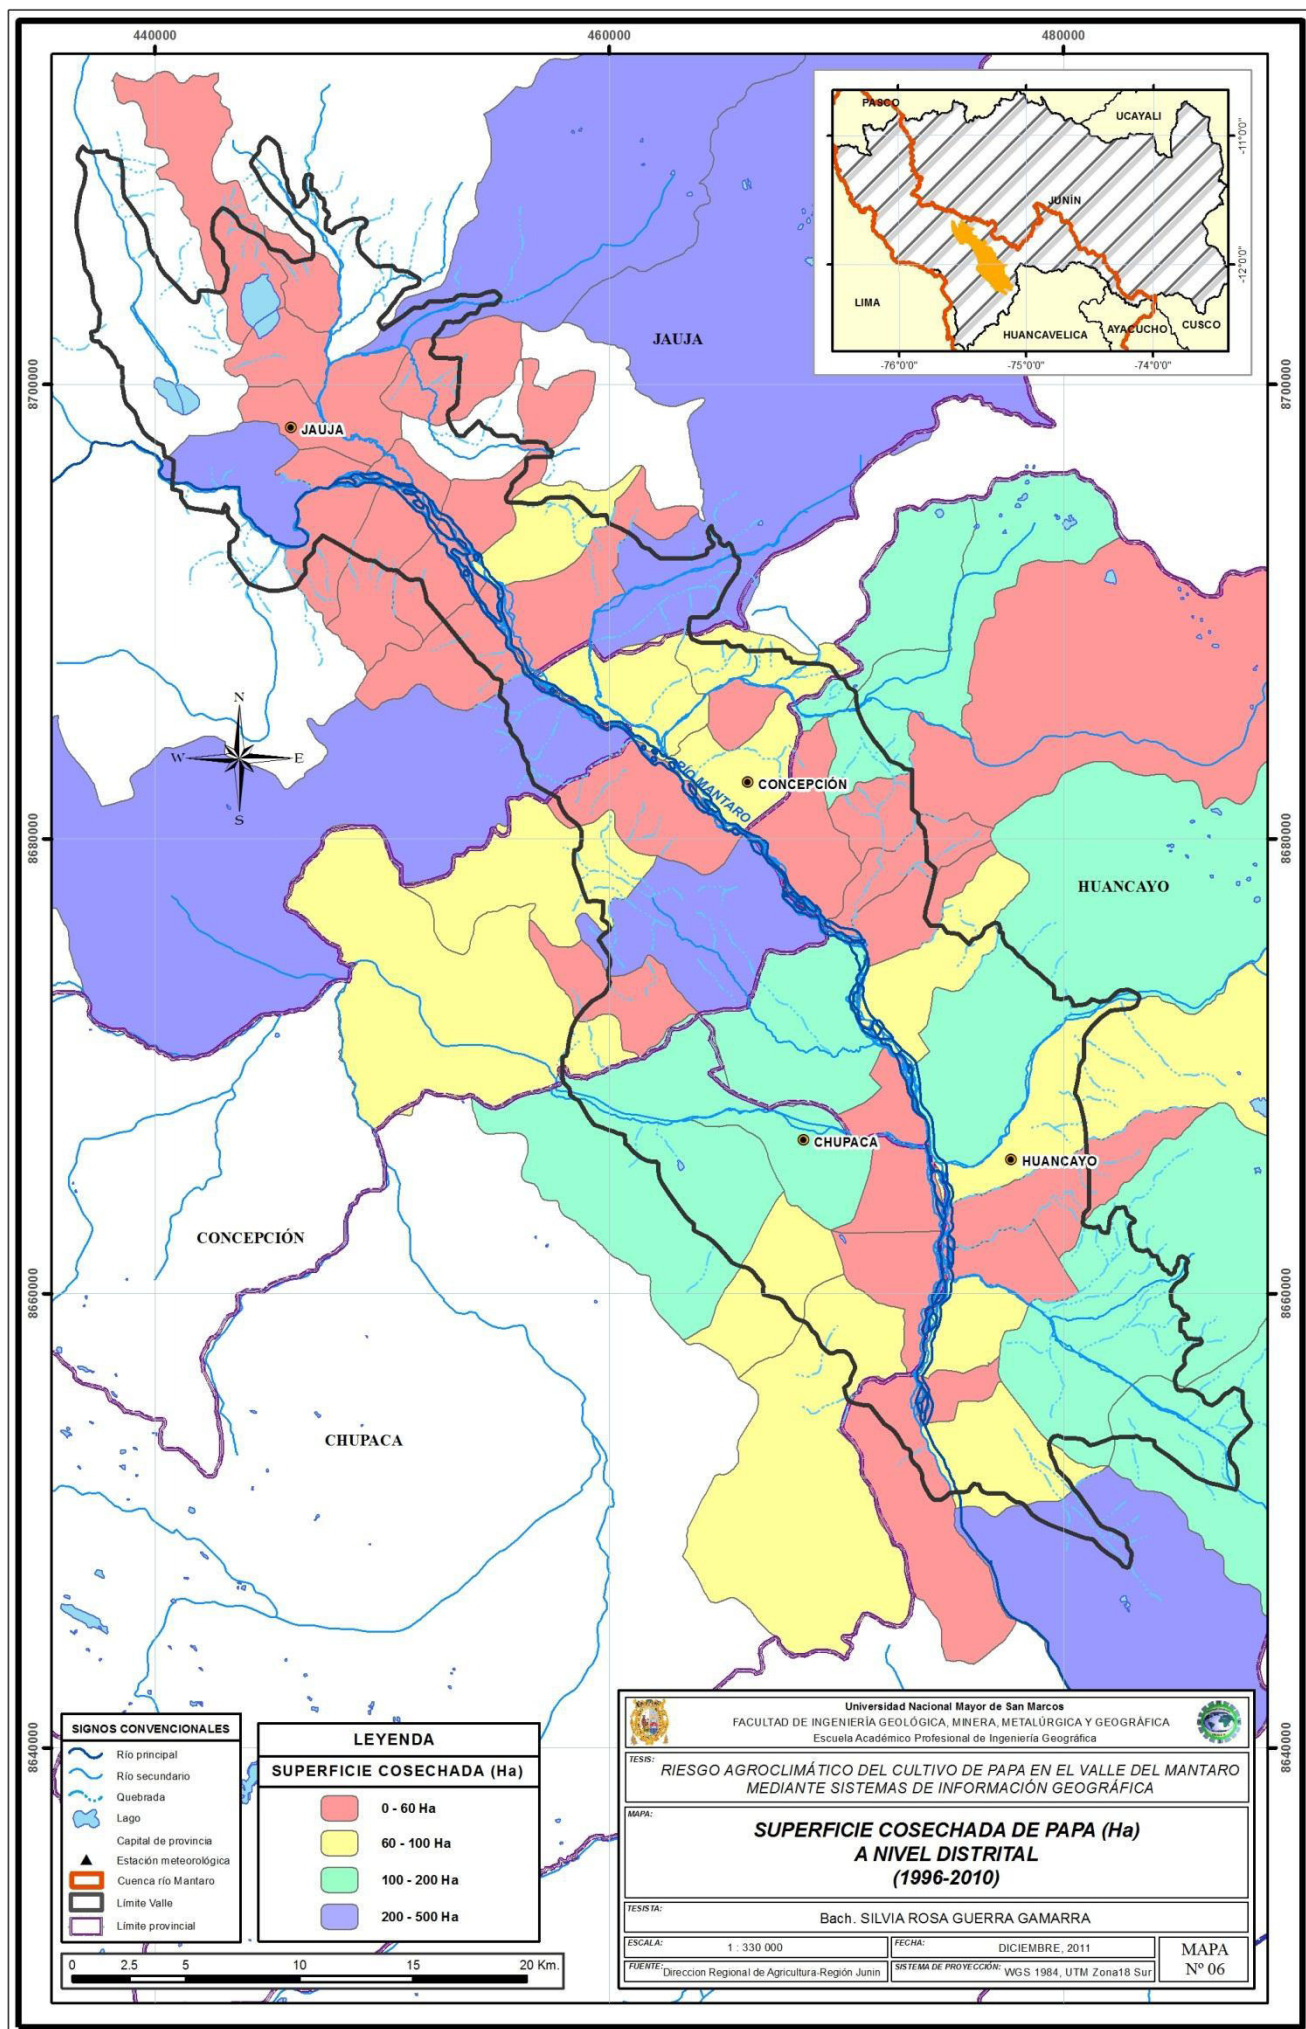 440000
460000
480000
8700000
8680000
8660000
8640000
8700000
8680000
8660000
8640000
PASCO
UCAYALI
JUNÍN
LIMA
HUANCAVELICA
AYACUCHO
CUSCO
-11°0'0"
-12°0'0"
-76°0'0"
-75°0'0"
-74°0'0"
JAUJA
JAUJA
N
W
E
S
RÍO MANTARO
CONCEPCIÓN
HUANCAYO
CHUPACA
HUANCAYO
CONCEPCIÓN
CHUPACA
SIGNOS CONVENCIONALES
Río principal
Río secundario
Quebrada
Lago
Capital de provincia
Estación meteorológica
Cuenca río Mantaro
Límite Valle
Límite provincial
LEYENDA
SUPERFICIE COSECHADA (Ha)
0 - 60 Ha
60 - 100 Ha
100 - 200 Ha
200 - 500 Ha
0 2.5 5 10 15 20 Km.
Universidad Nacional Mayor de San Marcos
FACULTAD DE INGENIERÍA GEOLÓGICA, MINERA, METALÚRGICA Y GEOGRÁFICA
Escuela Académico Profesional de Ingeniería Geográfica
TESIS:
RIESGO AGROCLIMÁTICO DEL CULTIVO DE PAPA EN EL VALLE DEL MANTARO
MEDIANTE SISTEMAS DE INFORMACIÓN GEOGRÁFICA
MAPA:
SUPERFICIE COSECHADA DE PAPA (Ha)
A NIVEL DISTRITAL
(1996-2010)
TESISTA:
Bach. SILVIA ROSA GUERRA GAMARRA
ESCALA: 1 : 330 000
FECHA: DICIEMBRE, 2011
FUENTE: Direccion Regional de Agricultura-Región Junin
SISTEMA DE PROYECCIÓN: WGS 1984, UTM Zona18 Sur
MAPA
Nº 06